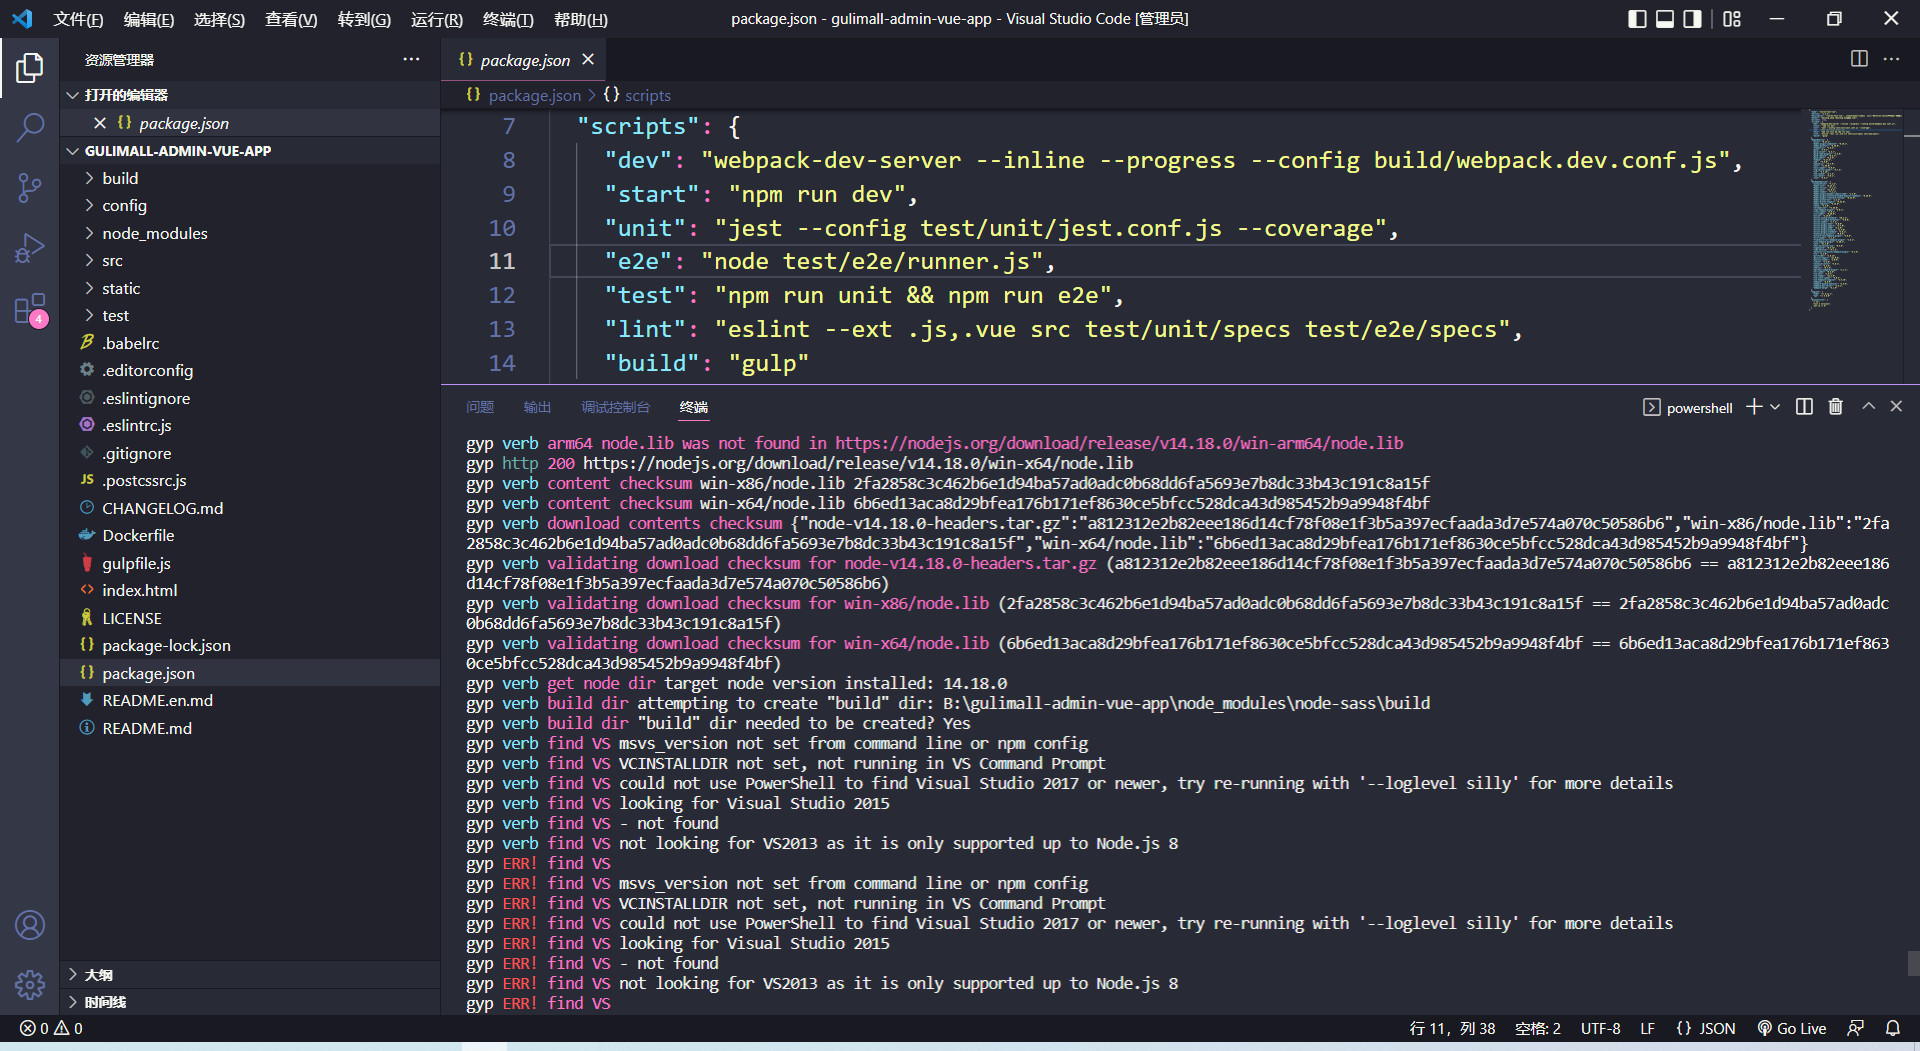 文件(F) 编辑(E) 选择(S) 查看(V) 转到(G) 运行(R) 终端(T) 帮助(H) package.json - gulimall-admin-vue-app - Visual Studio Code [管理员]
资源管理器
打开的编辑器
package.json
GULIMALL-ADMIN-VUE-APP
build
config
node_modules
src
static
test
.babelrc
.editorconfig
.eslintignore
.eslintrc.js
.gitignore
JS .postcssrc.js
CHANGELOG.md
Dockerfile
gulpfile.js
index.html
LICENSE
{} package-lock.json
{} package.json
README.en.md
README.md
大纲
时间线
4
{} package.json
{} package.json > {} scripts
7 "scripts": {
8 "dev": "webpack-dev-server --inline --progress --config build/webpack.dev.conf.js",
9 "start": "npm run dev",
10 "unit": "jest --config test/unit/jest.conf.js --coverage",
11 "e2e": "node test/e2e/runner.js",
12 "test": "npm run unit && npm run e2e",
13 "lint": "eslint --ext .js,.vue src test/unit/specs test/e2e/specs",
14 "build": "gulp"
问题 输出 调试控制台 终端 powershell
gyp verb arm64 node.lib was not found in https://nodejs.org/download/release/v14.18.0/win-arm64/node.lib
gyp http 200 https://nodejs.org/download/release/v14.18.0/win-x64/node.lib
gyp verb content checksum win-x86/node.lib 2fa2858c3c462b6e1d94ba57ad0adc0b68dd6fa5693e7b8dc33b43c191c8a15f
gyp verb content checksum win-x64/node.lib 6b6ed13aca8d29bfea176b171ef8630ce5bfcc528dca43d985452b9a9948f4bf
gyp verb download contents checksum {"node-v14.18.0-headers.tar.gz":"a812312e2b82eee186d14cf78f08e1f3b5a397ecfaada3d7e574a070c50586b6","win-x86/node.lib":"2fa
2858c3c462b6e1d94ba57ad0adc0b68dd6fa5693e7b8dc33b43c191c8a15f","win-x64/node.lib":"6b6ed13aca8d29bfea176b171ef8630ce5bfcc528dca43d985452b9a9948f4bf"}
gyp verb validating download checksum for node-v14.18.0-headers.tar.gz (a812312e2b82eee186d14cf78f08e1f3b5a397ecfaada3d7e574a070c50586b6 == a812312e2b82eee186
d14cf78f08e1f3b5a397ecfaada3d7e574a070c50586b6)
gyp verb validating download checksum for win-x86/node.lib (2fa2858c3c462b6e1d94ba57ad0adc0b68dd6fa5693e7b8dc33b43c191c8a15f == 2fa2858c3c462b6e1d94ba57ad0adc
0b68dd6fa5693e7b8dc33b43c191c8a15f)
gyp verb validating download checksum for win-x64/node.lib (6b6ed13aca8d29bfea176b171ef8630ce5bfcc528dca43d985452b9a9948f4bf == 6b6ed13aca8d29bfea176b171ef863
0ce5bfcc528dca43d985452b9a9948f4bf)
gyp verb get node dir target node version installed: 14.18.0
gyp verb build dir attempting to create "build" dir: B:\gulimall-admin-vue-app\node_modules\node-sass\build
gyp verb build dir "build" dir needed to be created? Yes
gyp verb find VS msvs_version not set from command line or npm config
gyp verb find VS VCINSTALLDIR not set, not running in VS Command Prompt
gyp verb find VS could not use PowerShell to find Visual Studio 2017 or newer, try re-running with '--loglevel silly' for more details
gyp verb find VS looking for Visual Studio 2015
gyp verb find VS - not found
gyp verb find VS not looking for VS2013 as it is only supported up to Node.js 8
gyp ERR! find VS
gyp ERR! find VS msvs_version not set from command line or npm config
gyp ERR! find VS VCINSTALLDIR not set, not running in VS Command Prompt
gyp ERR! find VS could not use PowerShell to find Visual Studio 2017 or newer, try re-running with '--loglevel silly' for more details
gyp ERR! find VS looking for Visual Studio 2015
gyp ERR! find VS - not found
gyp ERR! find VS not looking for VS2013 as it is only supported up to Node.js 8
gyp ERR! find VS
0 0 行 11，列 38 空格: 2 UTF-8 LF {} JSON Go Live